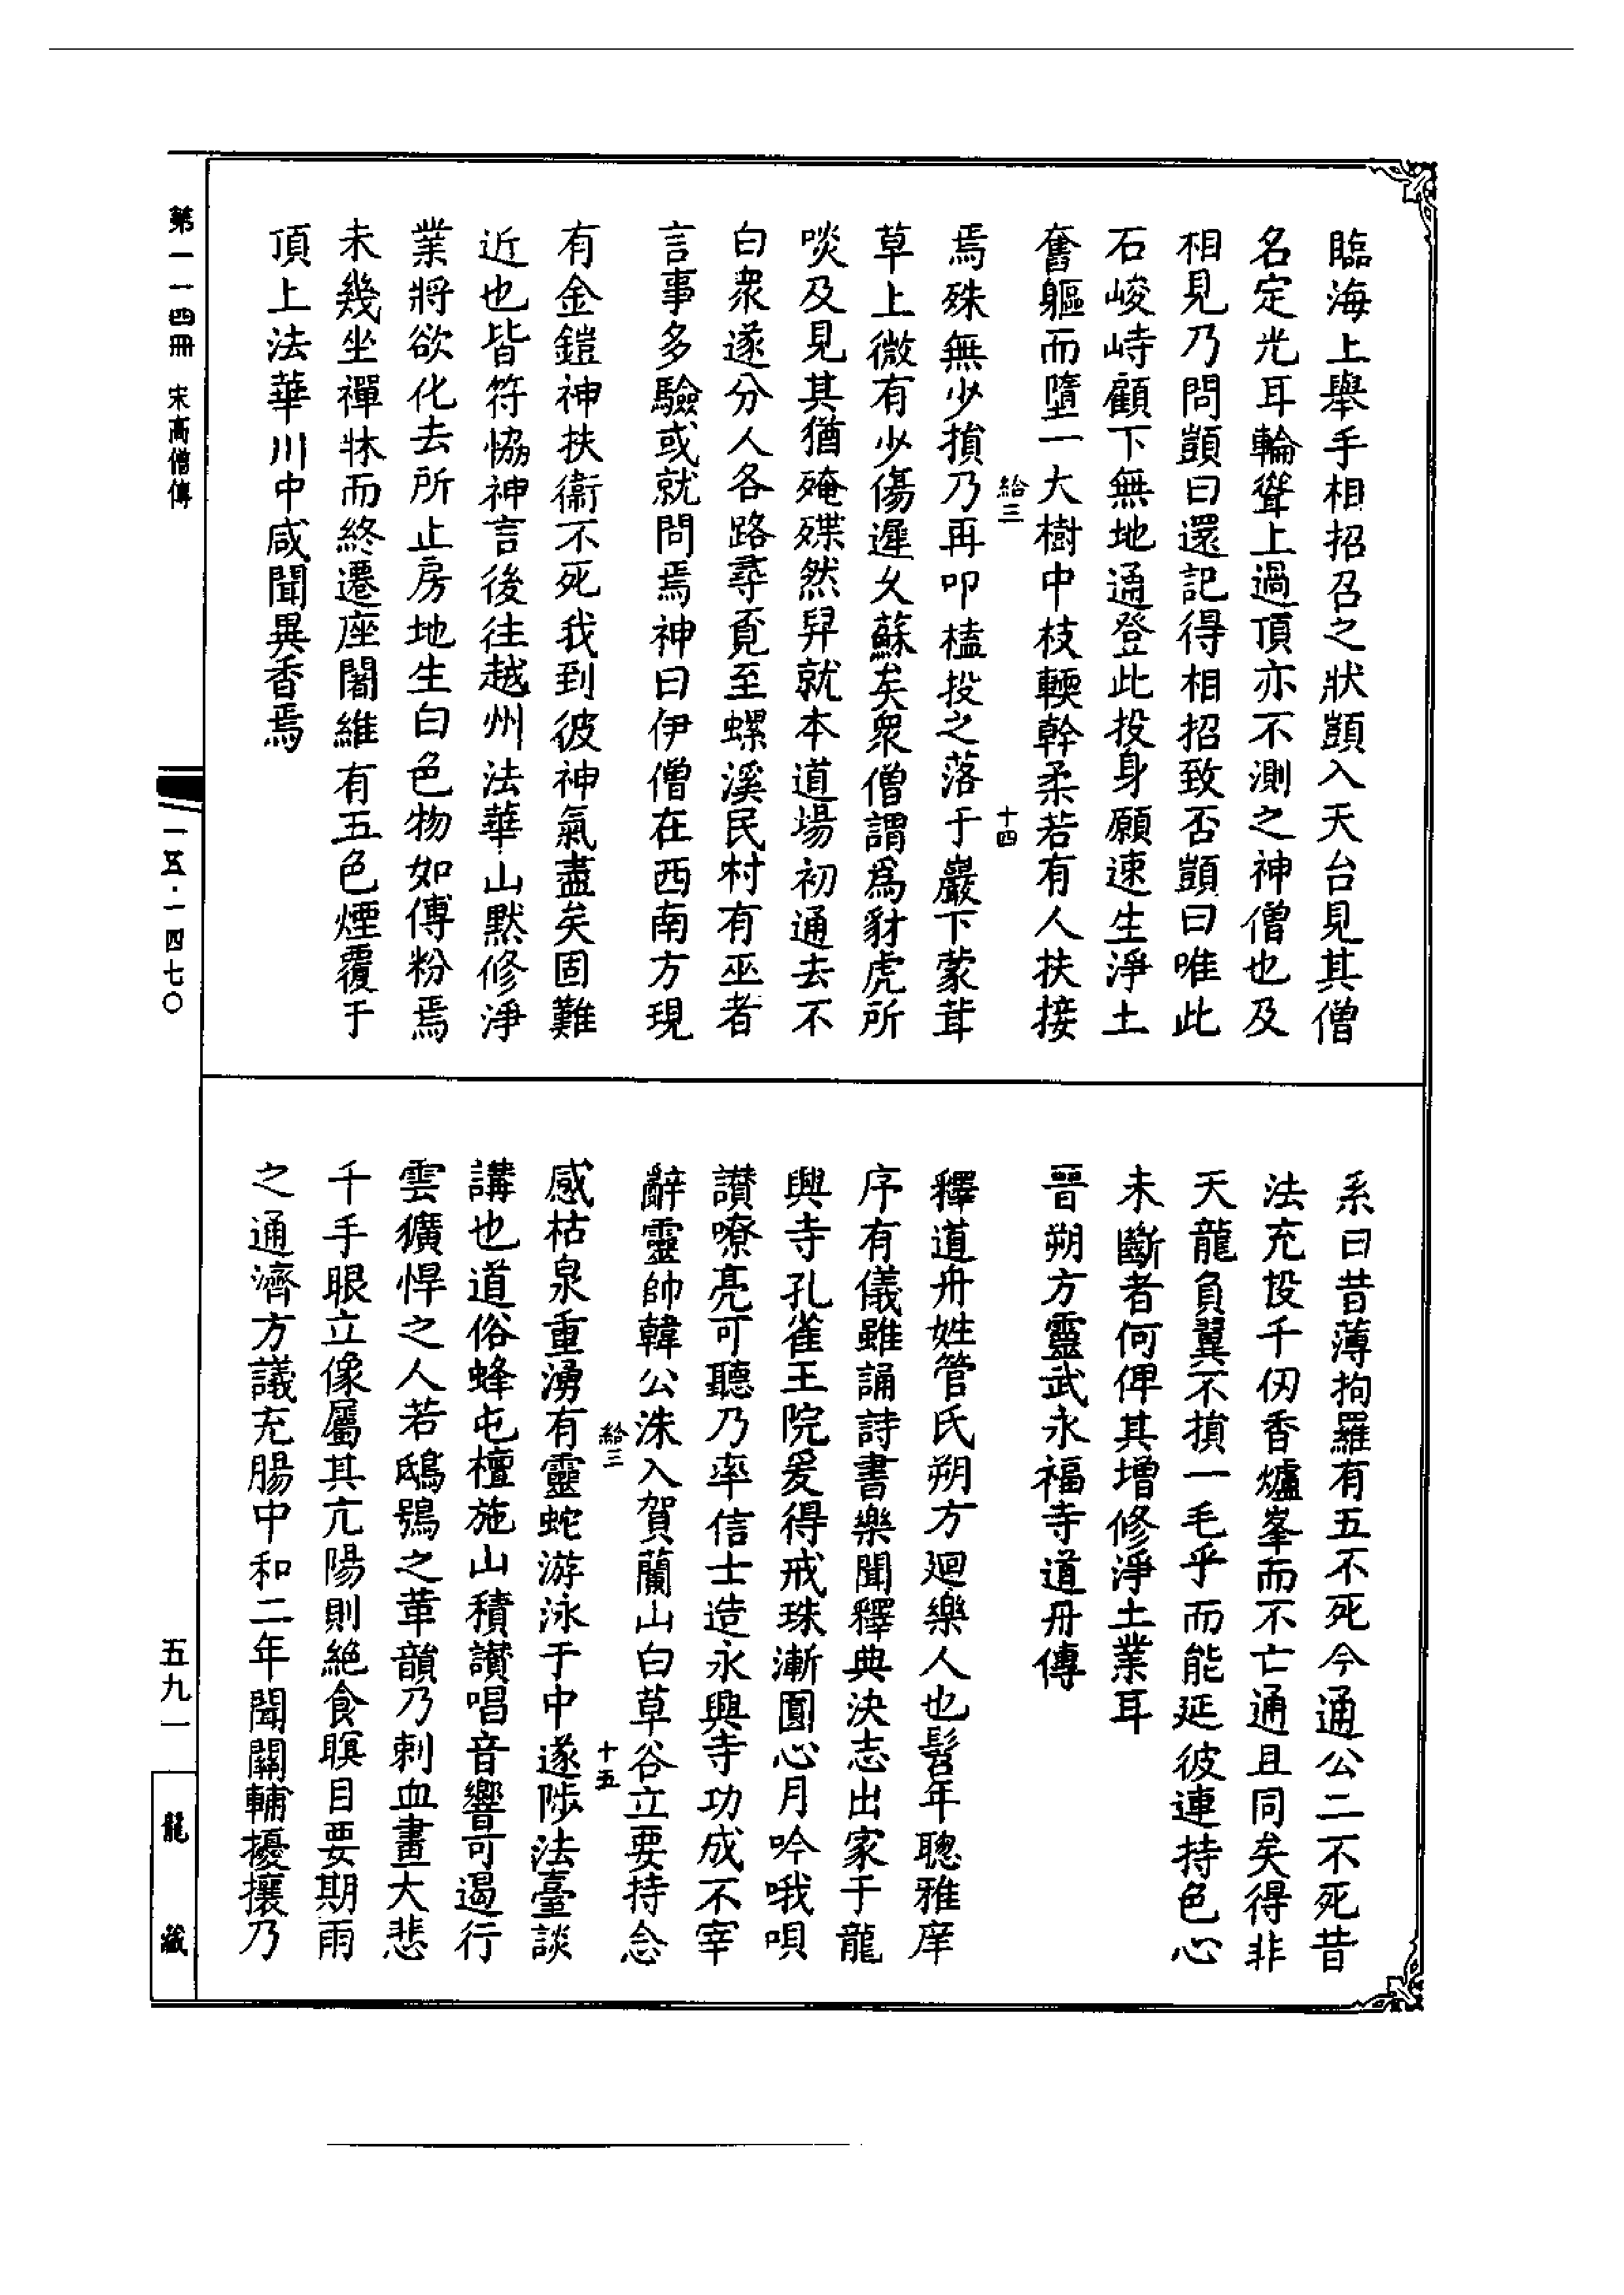 臨海上舉手相招召之狀顗入天台見其僧
名定光耳輪聳上過頂亦不測之神僧也及
相見乃問顗曰還記得相招致否顗曰唯此
石峻峙顧下無地通登此投身願速生淨土
奮軀而墮一大樹中枝輭幹柔若有人扶接
給三 十四
焉殊無少損乃再叩榼投之落于巖下蒙茸
草上微有少傷遲久蘇矣衆僧謂爲豺虎所
啖及見其猶殗殜然舁就本道場初通去不
白衆遂分人各路尋覓至螺溪民村有巫者
言事多驗或就問焉神曰伊僧在西南方現
有金鎧神扶衞不死我到彼神氣盡矣固難
近也皆符恊神言後往越州法華山默修淨
業將欲化去所止房地生白色物如傅粉焉
未幾坐禪牀而終遷座闍維有五色煙覆于
頂上法華川中咸聞異香焉
系曰昔薄拘羅有五不死今通公二不死昔
法充投千仞香爐峯而不亡通且同矣得非
天龍負翼不損一毛乎而能延彼連持色心
未斷者何俾其增修淨土業耳
晉朔方靈武永福寺道舟傳
釋道舟姓管氏朔方迴樂人也髫年聰雅庠
序有儀雖誦詩書樂聞釋典決志出家于龍
興寺孔雀王院爰得戒珠漸圓心月吟哦唄
讃嘹亮可聽乃率信士造永興寺功成不宰
辭靈帥韓公洙入賀蘭山白草谷立要持念
給三 十五
感枯泉重湧有靈蛇游泳于中遂陟法臺談
講也道俗蜂屯檀施山積讃唱音響可遏行
雲獷悍之人若鴟鴞之革韻乃刺血畫大悲
千手眼立像屬其亢陽則絕食瞑目要期雨
之通濟方議充腸中和二年聞關輔擾攘乃
第一一四冊 宋高僧傳
一五·一四七〇
五九一
龍藏